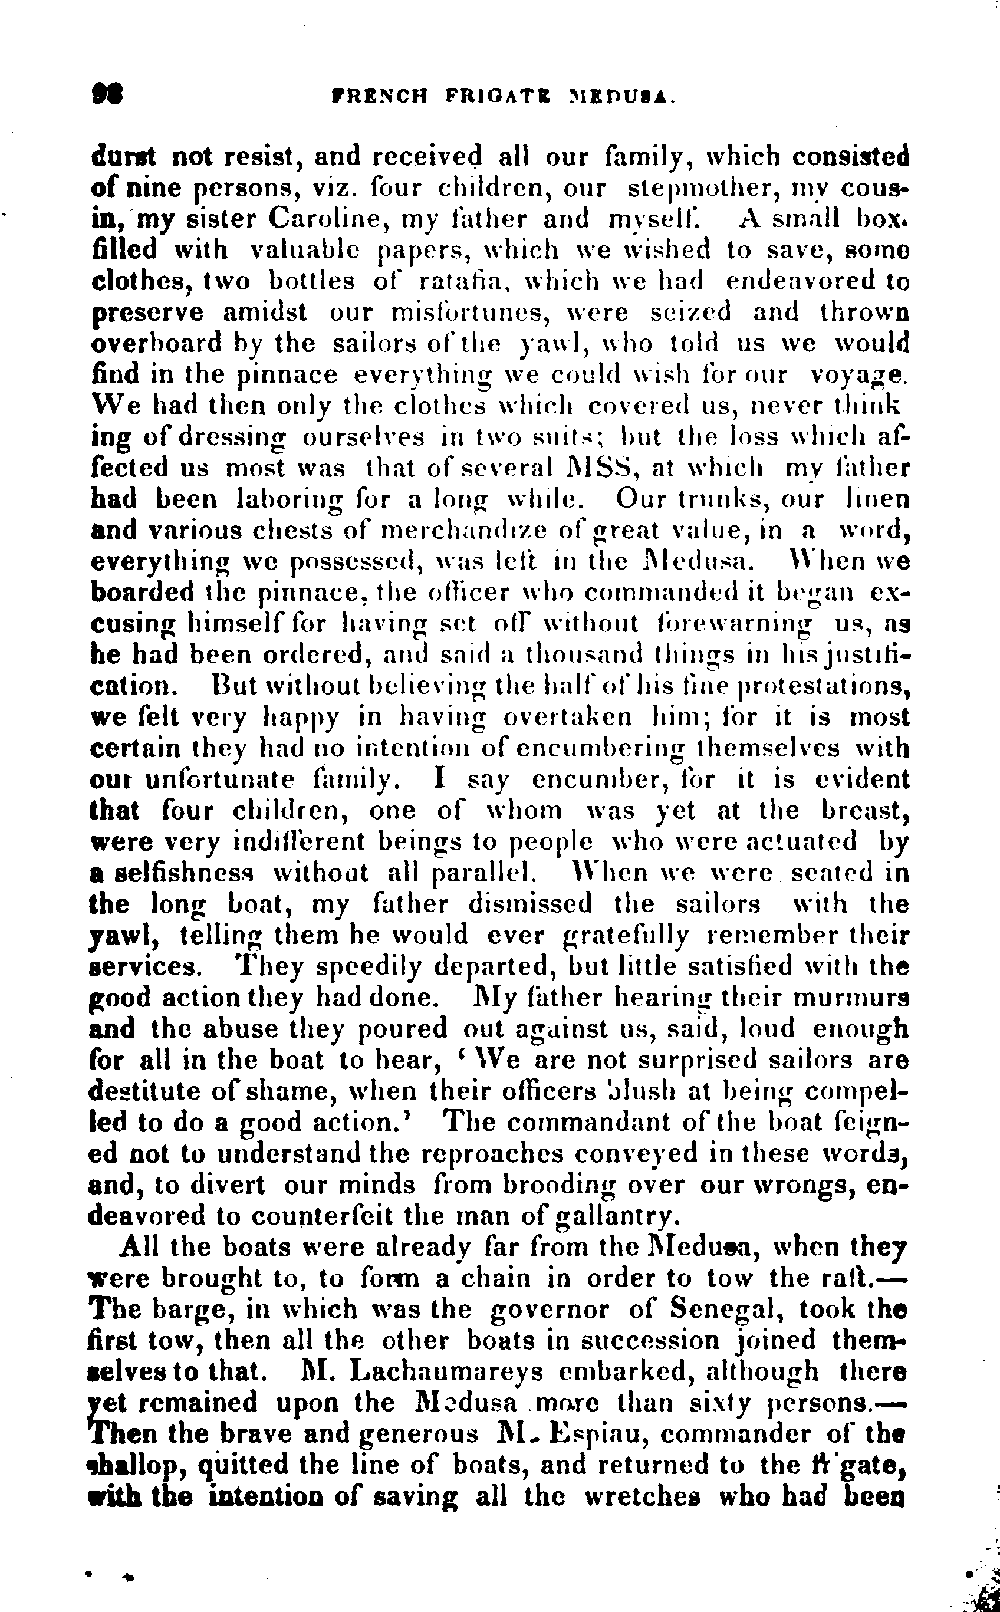 98 FRENCH FRIGATE MEDUSA.
durst not resist, and received all our family, which consisted
of nine persons, viz. four children, our stepmother, my cous-
in, my sister Caroline, my father and myself. A small box
filled with valuable papers, which we wished to save, some
clothes, two bottles of ratafia, which we had endeavored to
preserve amidst our misfortunes, were seized and thrown
overboard by the sailors of the yawl, who told us we would
find in the pinnace everything we could wish for our voyage.
We had then only the clothes which covered us, never think
ing of dressing ourselves in two suits; but the loss which af-
fected us most was that of several MSS, at which my father
had been laboring for a long while. Our trunks, our linen
and various chests of merchandize of great value, in a word,
everything we possessed, was left in the Medusa. When we
boarded the pinnace, the officer who commanded it began ex-
cusing himself for having set off without forewarning us, as
he had been ordered, and said a thousand things in his justifi-
cation. But without believing the half of his fine protestations,
we felt very happy in having overtaken him; for it is most
certain they had no intention of encumbering themselves with
our unfortunate family. I say encumber, for it is evident
that four children, one of whom was yet at the breast,
were very indifferent beings to people who were actuated by
a selfishness without all parallel. When we were seated in
the long boat, my father dismissed the sailors with the
yawl, telling them he would ever gratefully remember their
services. They speedily departed, but little satisfied with the
good action they had done. My father hearing their murmurs
and the abuse they poured out against us, said, loud enough
for all in the boat to hear, ‘ We are not surprised sailors are
destitute of shame, when their officers blush at being compel-
led to do a good action.’ The commandant of the boat feign-
ed not to understand the reproaches conveyed in these words,
and, to divert our minds from brooding over our wrongs, en-
deavored to counterfeit the man of gallantry.
All the boats were already far from the Medusa, when they
were brought to, to form a chain in order to tow the raft.—
The barge, in which was the governor of Senegal, took the
first tow, then all the other boats in succession joined them-
selves to that. M. Lachaumareys embarked, although there
yet remained upon the Medusa more than sixty persons.—
Then the brave and generous M. Espiau, commander of the
shallop, quitted the line of boats, and returned to the frigate,
with the intention of saving all the wretches who had been